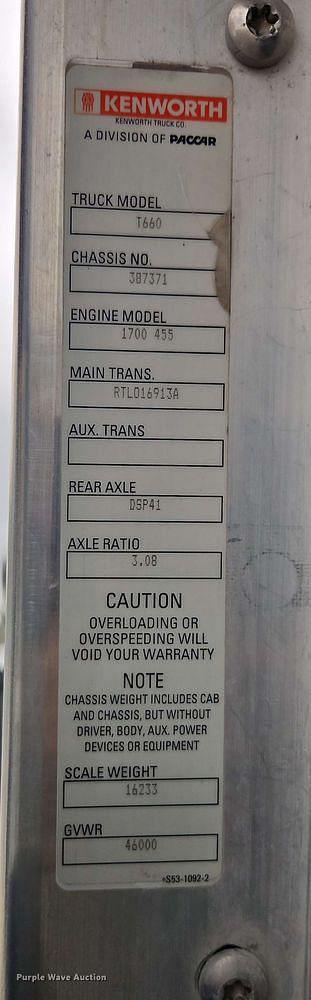 KENWORTH
KENWORTH TRUCK CO.
A DIVISION OF PACCAR
TRUCK MODEL
T660
CHASSIS NO.
387371
ENGINE MODEL
1700 455
MAIN TRANS.
RTLO16913A
AUX. TRANS
REAR AXLE
DSP41
AXLE RATIO
3.08
CAUTION
OVERLOADING OR
OVERSPEEDING WILL
VOID YOUR WARRANTY
NOTE
CHASSIS WEIGHT INCLUDES CAB
AND CHASSIS, BUT WITHOUT
DRIVER, BODY, AUX. POWER
DEVICES OR EQUIPMENT
SCALE WEIGHT
16233
GVWR
46000
S53-1092-2
Purple Wave Auction